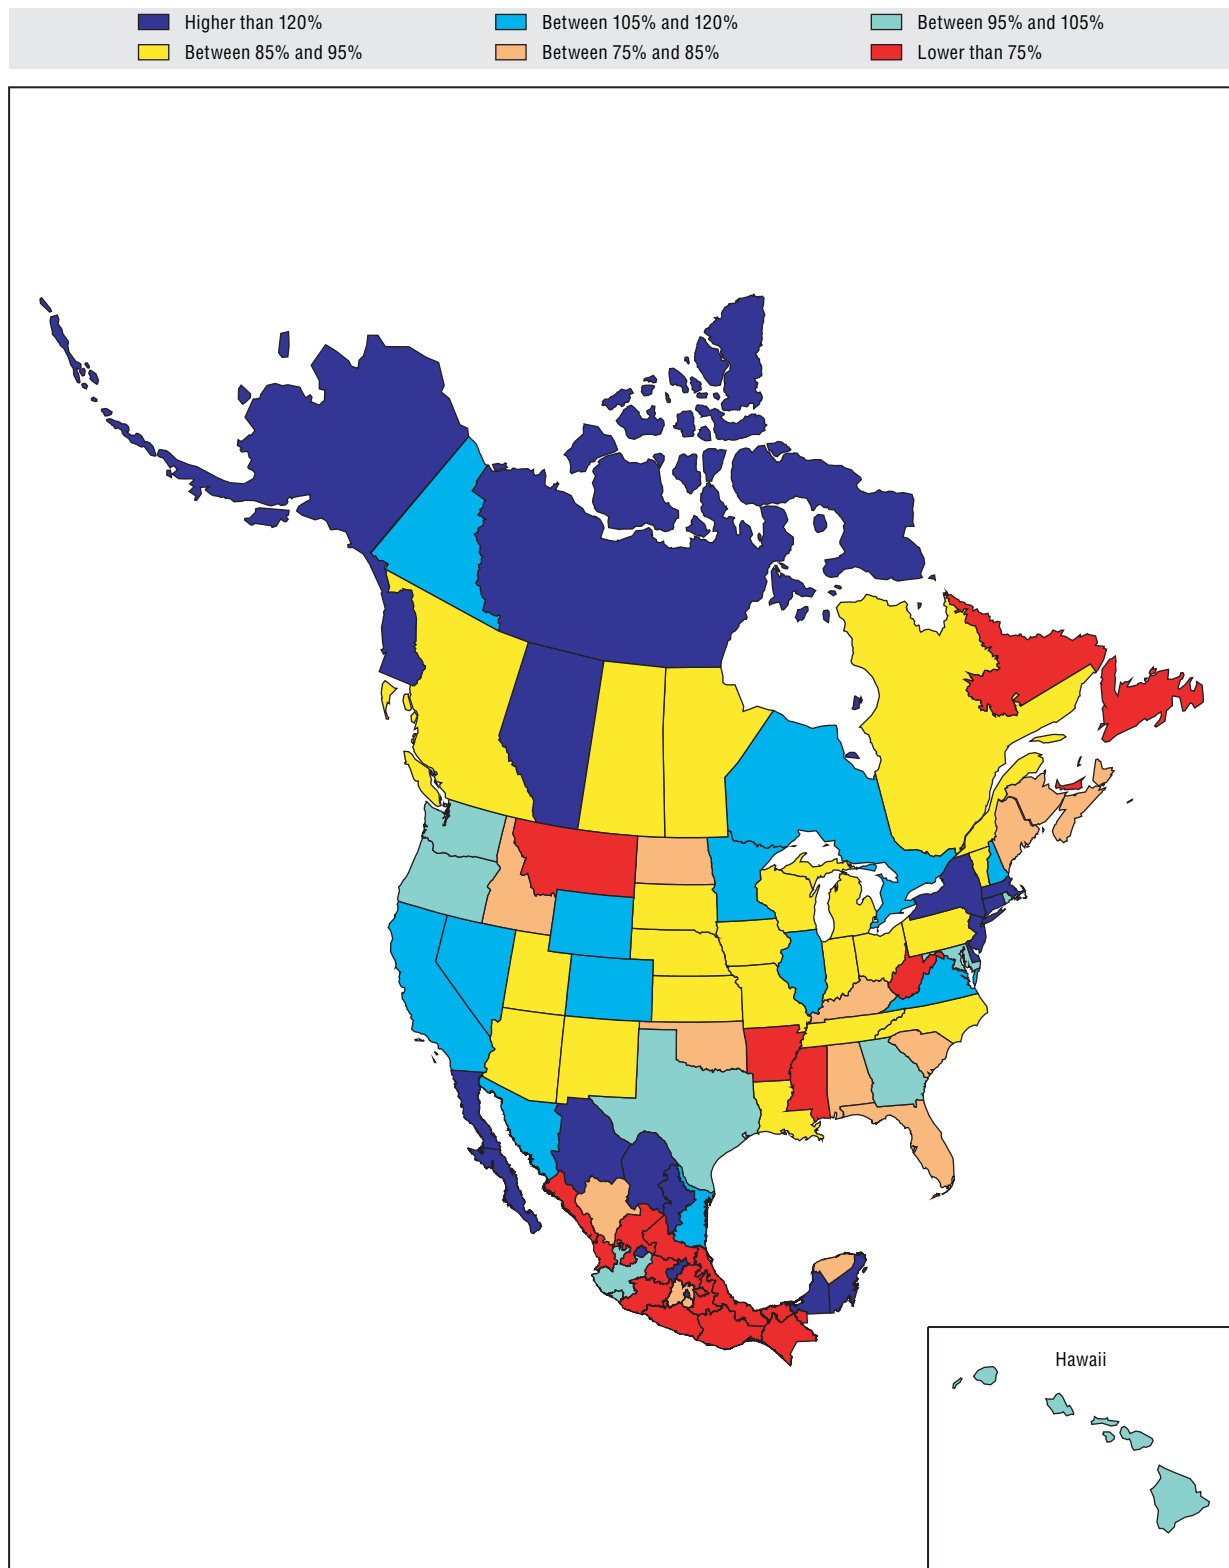 Higher than 120% Between 105% and 120% Between 95% and 105%
Between 85% and 95% Between 75% and 85% Lower than 75%
Hawaii